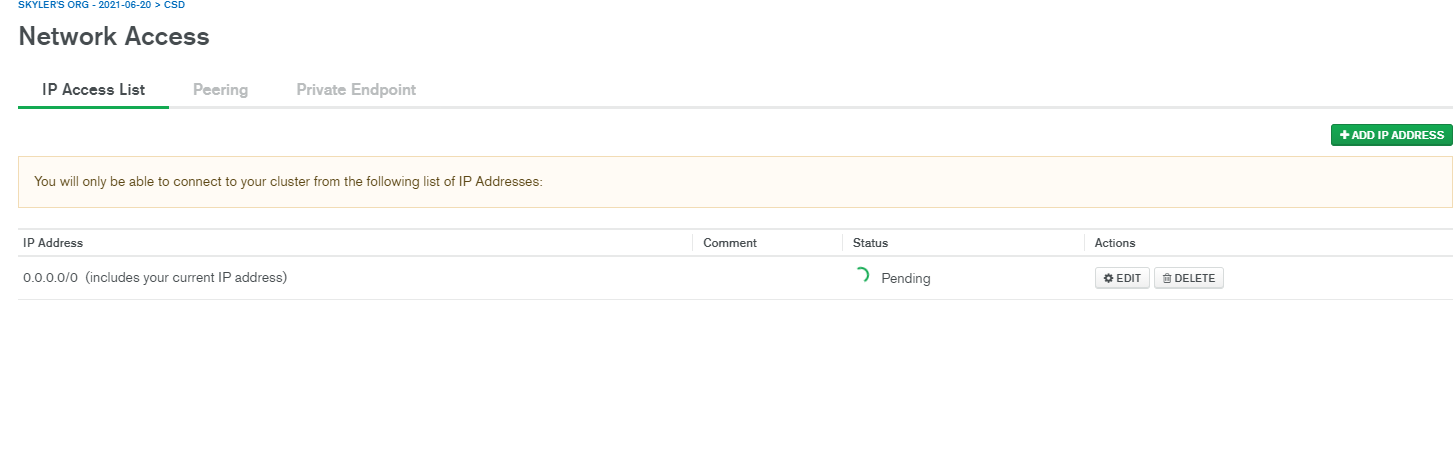 SKYLER'S ORG - 2021-06-20 > CSD
Network Access
IP Access List Peering Private Endpoint
+ ADD IP ADDRESS
You will only be able to connect to your cluster from the following list of IP Addresses:
IP Address Comment Status Actions
0.0.0.0/0 (includes your current IP address) Pending EDIT DELETE